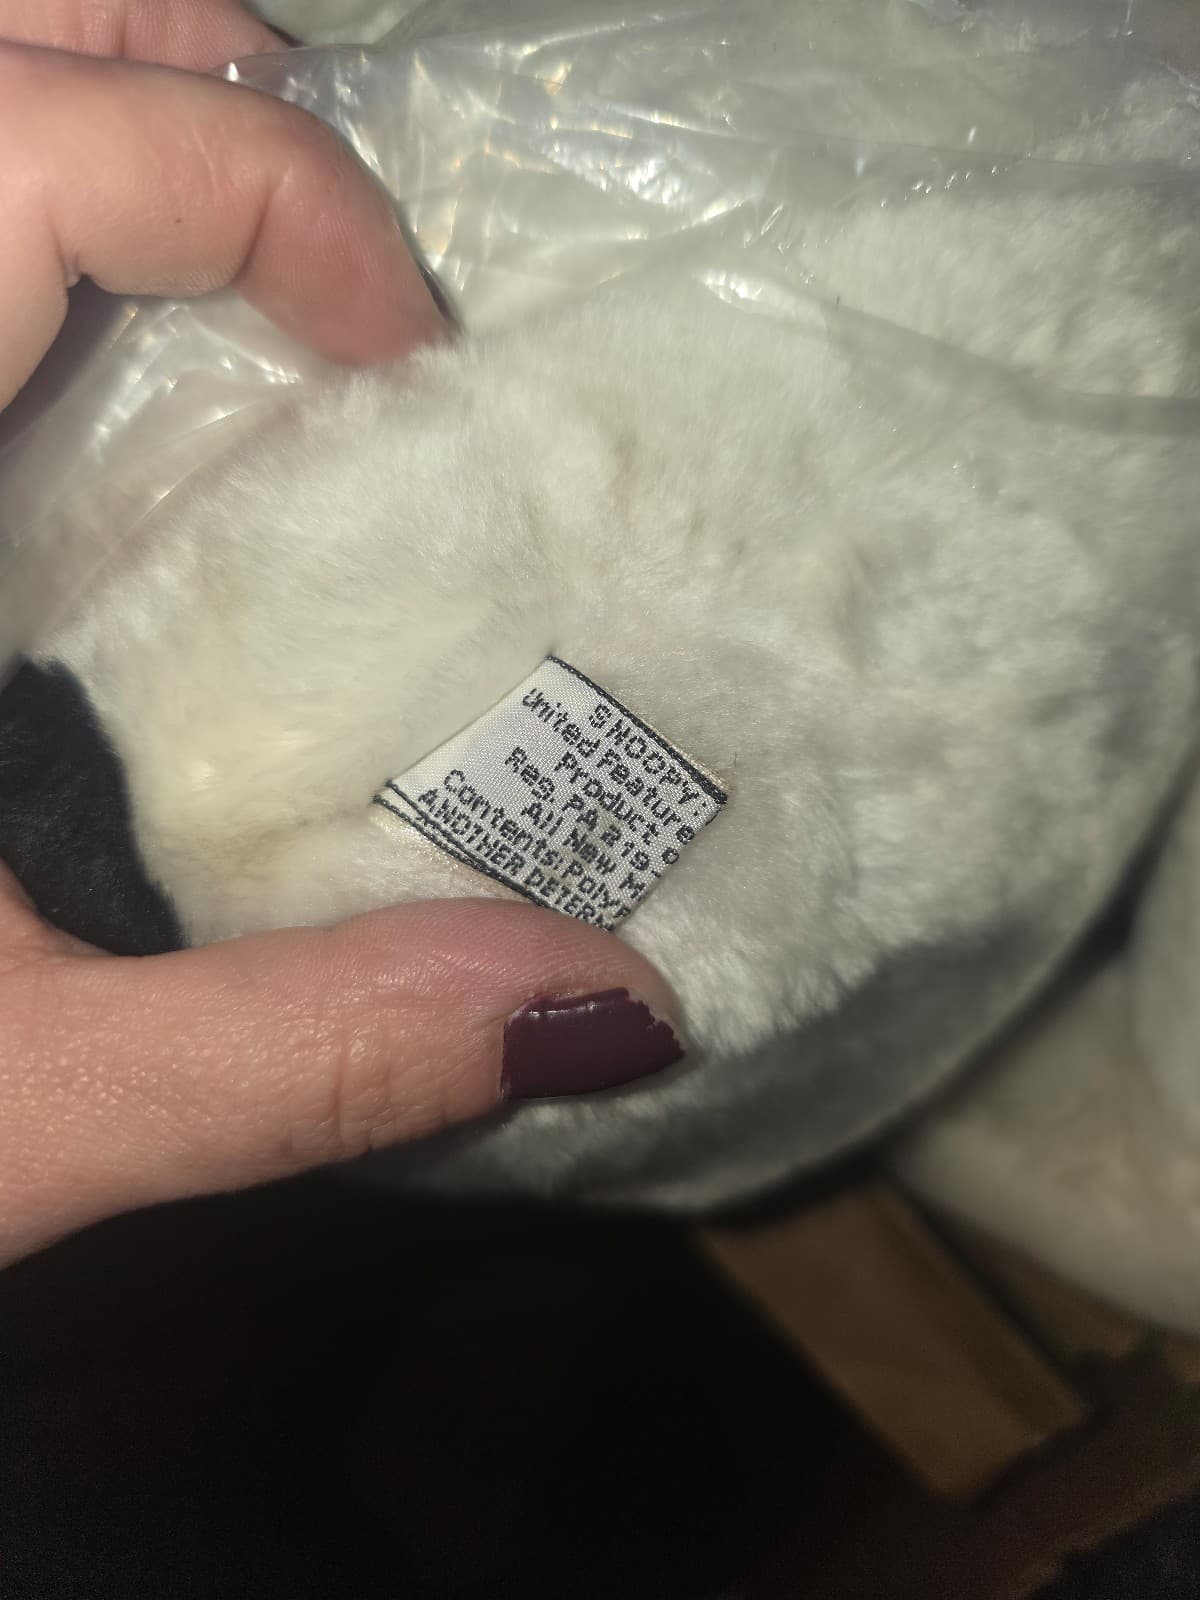 SNOOPY:
United Feature
Product o
Reg. PA 219
All New M
Contents: Poly
ANOTHER DETER